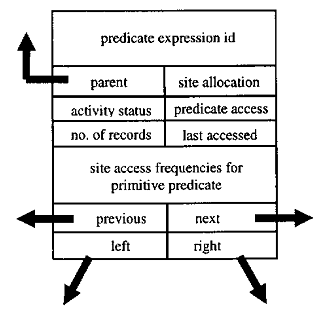 predicate expression id
parent site allocation
activity status predicate access
no. of records last accessed
site access frequencies for
primitive predicate
previous next
left right